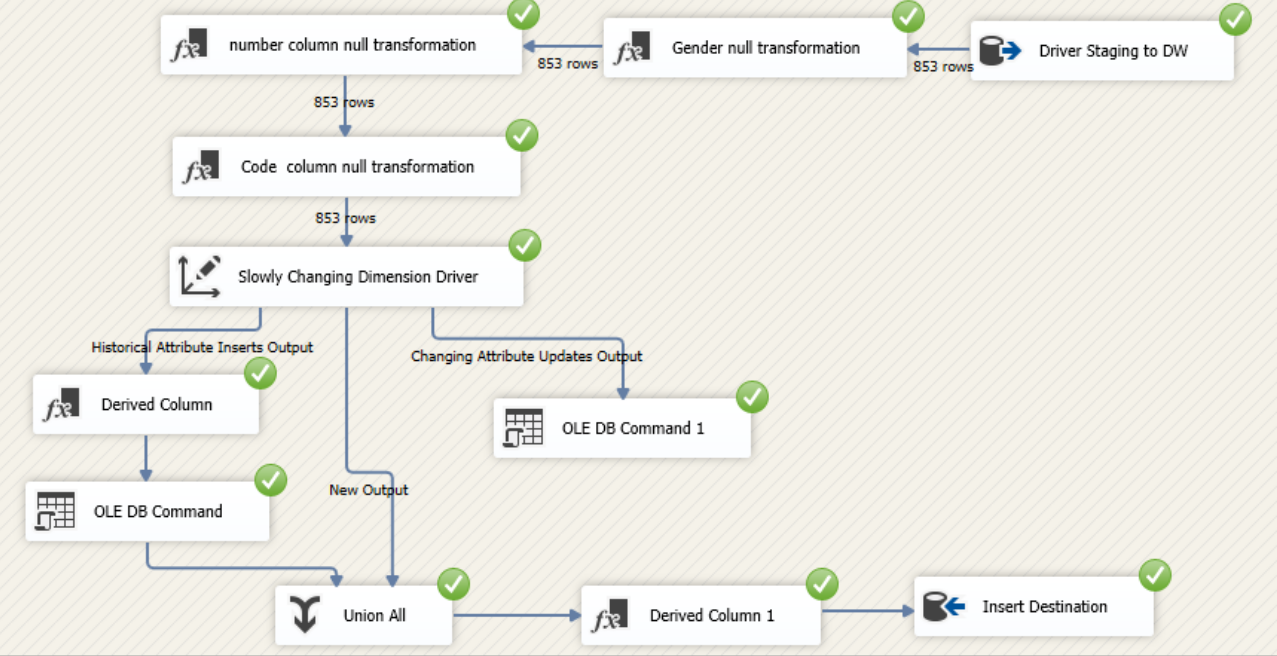 number column null transformation
853 rows
Gender null transformation
853 rows
Driver Staging to DW
853 rows
Code  column null transformation
853 rows
Slowly Changing Dimension Driver
Historical Attribute Inserts Output
Changing Attribute Updates Output
Derived Column
OLE DB Command 1
New Output
OLE DB Command
Union All
Derived Column 1
Insert Destination